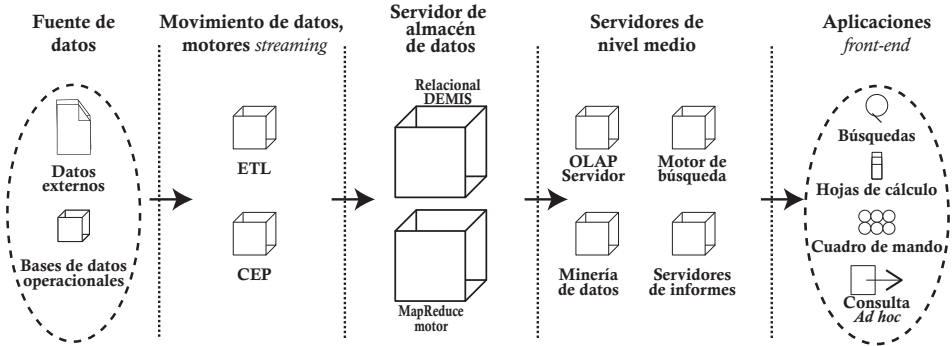 Fuente de
datos
Datos
externos
Bases de datos
operacionales
Movimiento de datos,
motores streaming
ETL
CEP
Servidor de
almacén
de datos
Relacional
DEMIS
MapReduce
motor
Servidores
de nivel medio
OLAP
Servidor
Motor de
búsqueda
Minería
de datos
Servidores
de informes
Aplicaciones
front-end
Búsquedas
Hojas de cálculo
Cuadro de mando
Consulta
Ad hoc